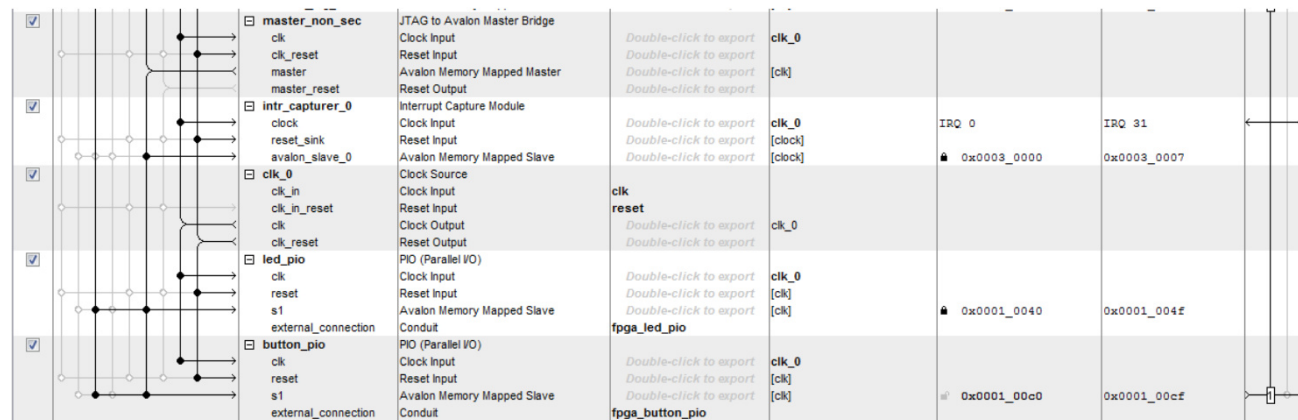 master_non_sec JTAG to Avalon Master Bridge
clk Clock Input Double-click to export clk_0
clk_reset Reset Input Double-click to export
master Avalon Memory Mapped Master Double-click to export [clk]
master_reset Reset Output Double-click to export
intr_capturer_0 Interrupt Capture Module
clock Clock Input Double-click to export clk_0 IRQ 0 IRQ 31
reset_sink Reset Input Double-click to export [clock]
avalon_slave_0 Avalon Memory Mapped Slave Double-click to export [clock] 0x0003_0000 0x0003_0007
clk_0 Clock Source
clk_in Clock Input clk
clk_in_reset Reset Input reset
clk Clock Output Double-click to export clk_0
clk_reset Reset Output Double-click to export
led_pio PIO (Parallel I/O)
clk Clock Input Double-click to export clk_0
reset Reset Input Double-click to export [clk]
s1 Avalon Memory Mapped Slave Double-click to export [clk] 0x0001_0040 0x0001_004f
external_connection Conduit fpga_led_pio
button_pio PIO (Parallel I/O)
clk Clock Input Double-click to export clk_0
reset Reset Input Double-click to export [clk]
s1 Avalon Memory Mapped Slave Double-click to export [clk] 0x0001_00c0 0x0001_00cf 1
external_connection Conduit fpga_button_pio